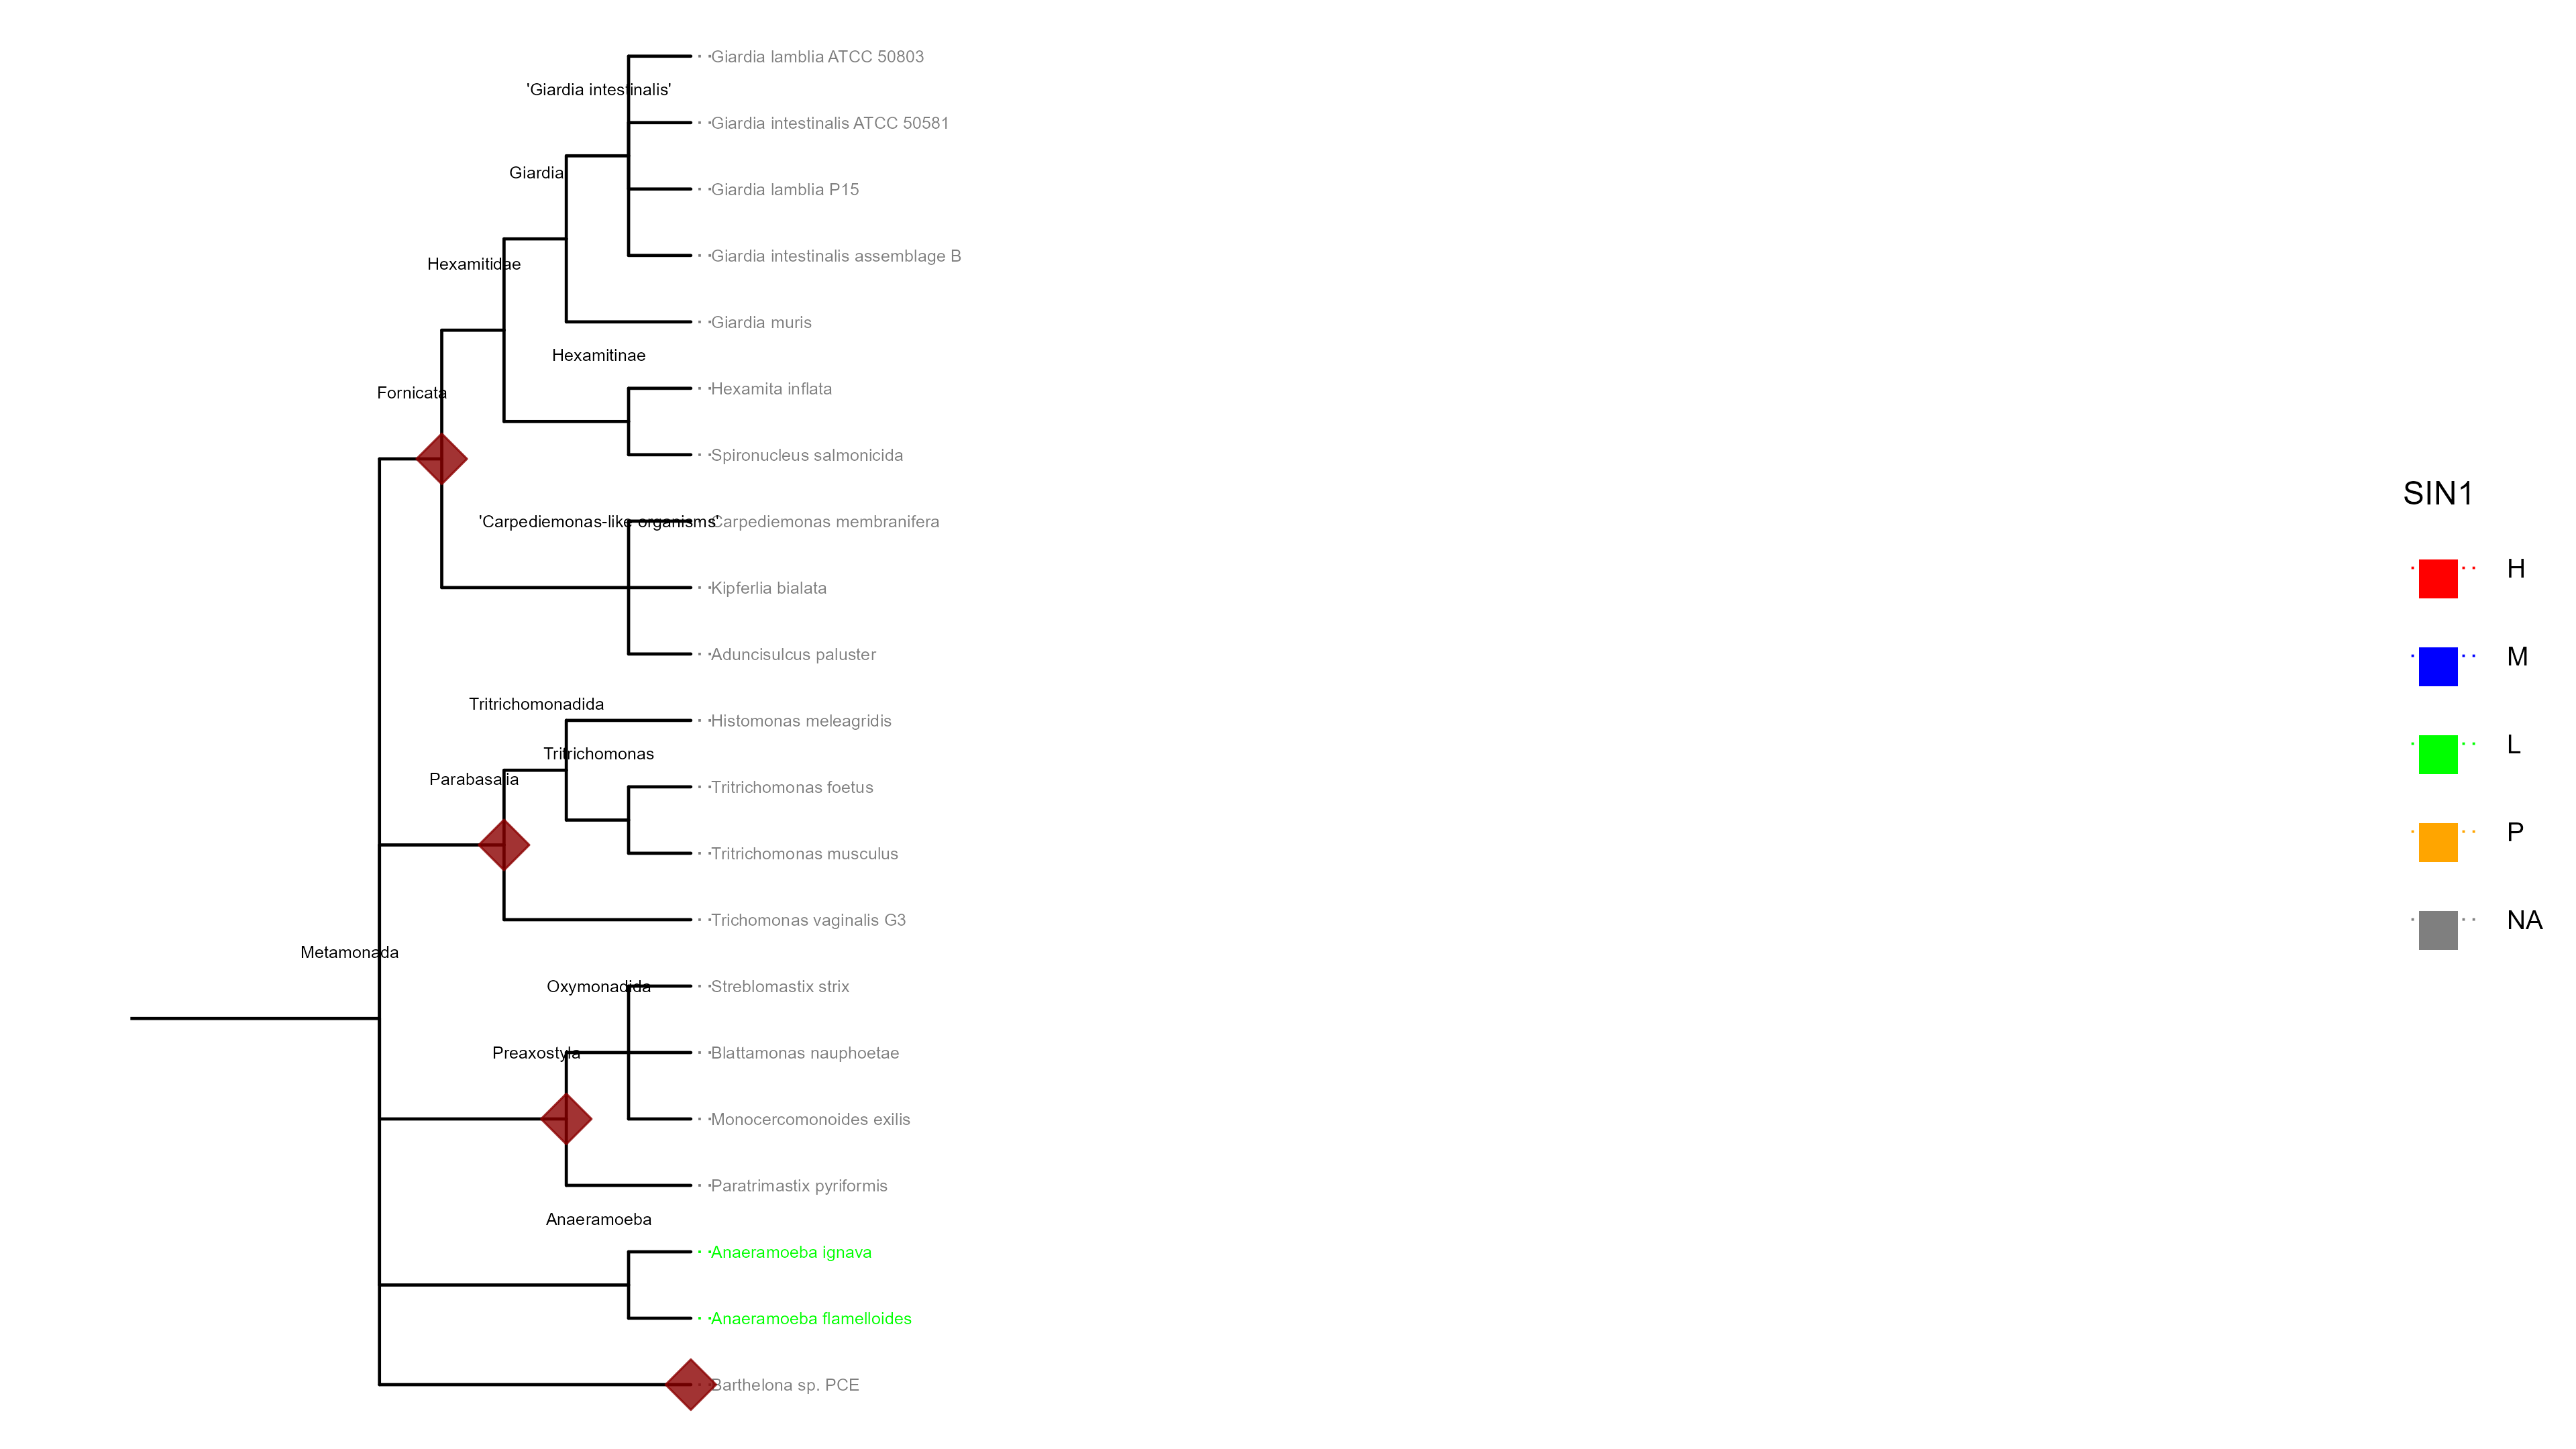 Giardia lamblia ATCC 50803
'Giardia intestinalis'
Giardia intestinalis ATCC 50581
Giardia
Giardia lamblia P15
Giardia intestinalis assemblage B
Hexamitidae
Giardia muris
Hexamitinae
Hexamita inflata
Fornicata
Spironucleus salmonicida
'Carpediemonas-like organisms'
Carpediemonas membranifera
Kipferlia bialata
Aduncisulcus paluster
Tritrichomonadida
Histomonas meleagridis
Tritrichomonas
Parabasalia
Tritrichomonas foetus
Tritrichomonas musculus
Trichomonas vaginalis G3
Metamonada
Oxymonadida
Streblomastix strix
Preaxostyla
Blattamonas nauphoetae
Monocercomonoides exilis
Paratrimastix pyriformis
Anaeramoeba
Anaeramoeba ignava
Anaeramoeba flamelloides
Barthelona sp. PCE
SIN1
H
M
L
P
NA